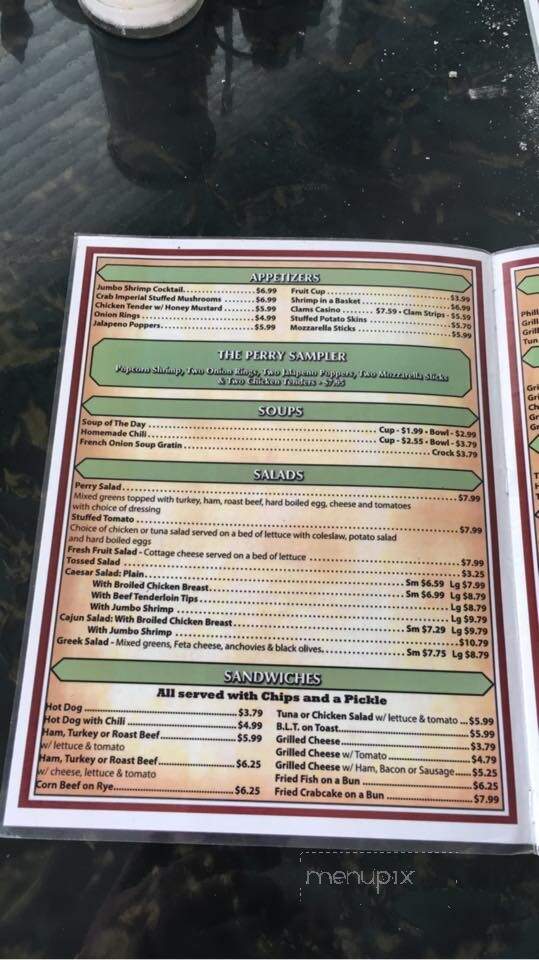 APPETIZERS
Jumbo Shrimp Cocktail..................$6.99
Crab Imperial Stuffed Mushrooms ........$6.99
Chicken Tender w/ Honey Mustard ........$5.99
Onion Rings ............................$4.99
Jalapeno Poppers........................$5.99
Fruit Cup ..............................$3.99
Shrimp in a Basket .....................$6.99
Clams Casino ........ $7.59 • Clam Strips - $5.59
Stuffed Potato Skins ...................$5.70
Mozzarella Sticks ......................$5.99
THE PERRY SAMPLER
Popcorn Shrimp, Two Onion Rings, Two Jalapeno Poppers, Two Mozzarella Sticks
& Two Chicken Tenders - $7.95
SOUPS
Soup of The Day ........................ Cup - $1.99 • Bowl - $2.99
Homemade Chili.......................... Cup - $2.55 • Bowl - $3.79
French Onion Soup Gratin ............... Crock $3.79
SALADS
Perry Salad.............................$7.99
Mixed greens topped with turkey, ham, roast beef, hard boiled egg, cheese and tomatoes
with choice of dressing
Stuffed Tomato .........................$7.99
Choice of chicken or tuna salad served on a bed of lettuce with coleslaw, potato salad
and hard boiled eggs
Fresh Fruit Salad - Cottage cheese served on a bed of lettuce ........$7.99
Tossed Salad ...........................$3.25
Caesar Salad: Plain..................... Sm $6.59 Lg $7.99
With Broiled Chicken Breast............. Sm $6.99 Lg $8.79
With Beef Tenderloin Tips .............. Lg $8.79
With Jumbo Shrimp ...................... Lg $9.79
Cajun Salad: With Broiled Chicken Breast........ Sm $7.29 Lg $9.79
With Jumbo Shrimp ......................$10.79
Greek Salad - Mixed greens, Feta cheese, anchovies & black olives........ Sm $7.75 Lg $8.79
SANDWICHES
All served with Chips and a Pickle
Hot Dog ................................$3.79
Hot Dog with Chili .....................$4.99
Ham, Turkey or Roast Beef...............$5.99
w/ lettuce & tomato
Ham, Turkey or Roast Beef...............$6.25
w/ cheese, lettuce & tomato
Corn Beef on Rye........................$6.25
Tuna or Chicken Salad w/ lettuce & tomato ...$5.99
B.L.T. on Toast.........................$5.99
Grilled Cheese..........................$3.79
Grilled Cheese w/ Tomato ...............$4.79
Grilled Cheese w/ Ham, Bacon or Sausage.....$5.25
Fried Fish on a Bun ....................$6.25
Fried Crabcake on a Bun ................$7.99
menupix